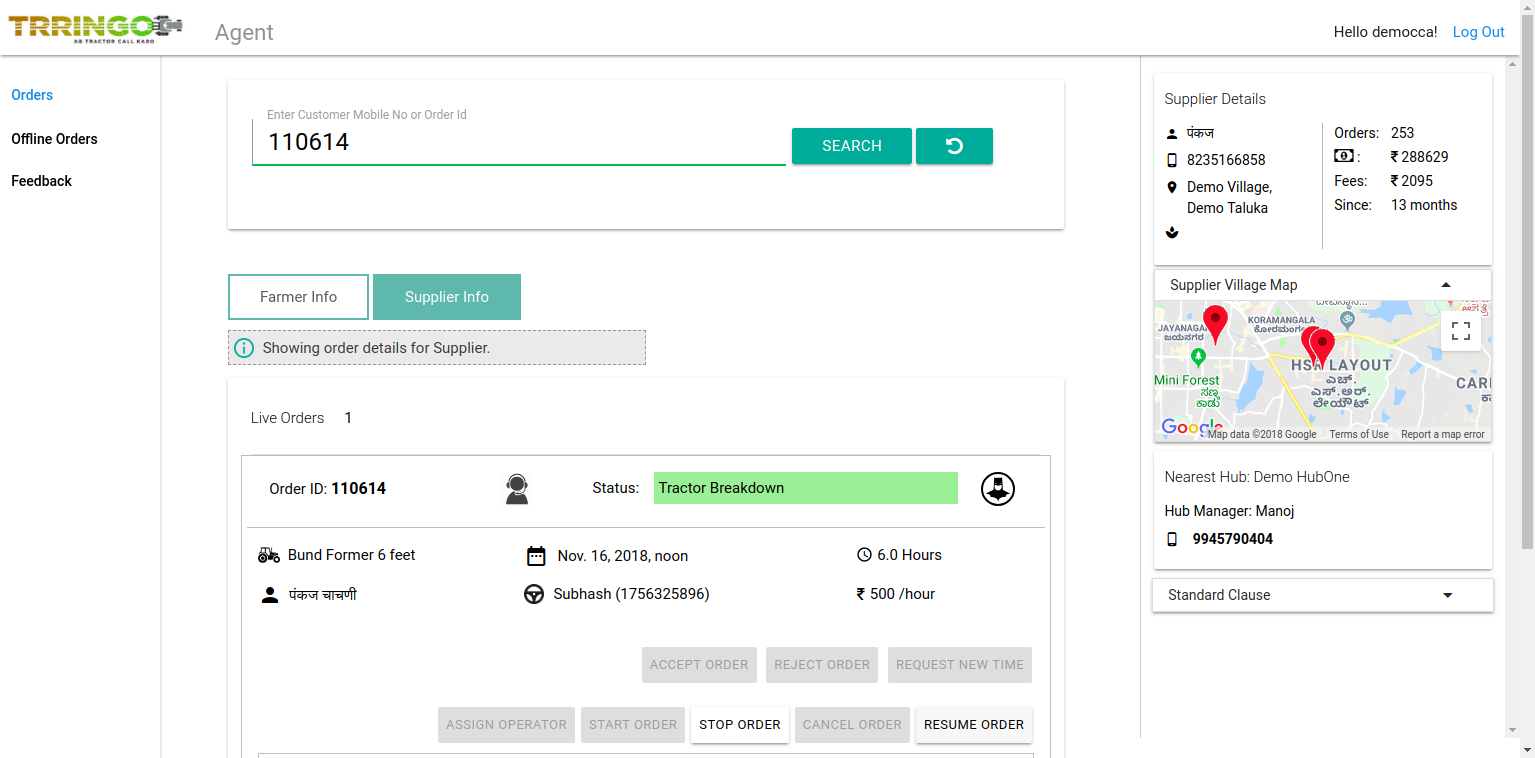 TRRINGO
AB TRACTOR CALL KARO
Agent
Hello democca!
Log Out
Orders
Offline Orders
Feedback
Enter Customer Mobile No or Order Id
110614
SEARCH
Farmer Info
Supplier Info
Showing order details for Supplier.
Live Orders 1
Order ID: 110614
Status: Tractor Breakdown
Bund Former 6 feet
Nov. 16, 2018, noon
6.0 Hours
पंकज चाचणी
Subhash (1756325896)
₹ 500 /hour
ACCEPT ORDER
REJECT ORDER
REQUEST NEW TIME
ASSIGN OPERATOR
START ORDER
STOP ORDER
CANCEL ORDER
RESUME ORDER
Supplier Details
पंकज
8235166858
Demo Village,
Demo Taluka
Orders: 253
: ₹ 288629
Fees: ₹ 2095
Since: 13 months
Supplier Village Map
KORAMANGALA
ಕೋರಮಂಗಲ
JAYANAGAR
ಜಯನಗರ
HSR LAYOUT
ಎಚ್.
ಎಸ್.ಆರ್.
ಲೇಯೌಟ್
Mini Forest
ಸಣ್ಣ
ಕಾಡು
Google
Map data ©2018 Google
Terms of Use
Report a map error
Nearest Hub: Demo HubOne
Hub Manager: Manoj
9945790404
Standard Clause